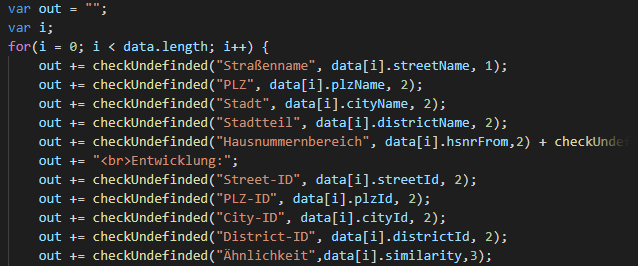 var out = "";
var i;
for(i = 0; i < data.length; i++) {
out += checkUndefinded("Straßenname", data[i].streetName, 1);
out += checkUndefinded("PLZ", data[i].plzName, 2);
out += checkUndefinded("Stadt", data[i].cityName, 2);
out += checkUndefinded("Stadtteil", data[i].districtName, 2);
out += checkUndefinded("Hausnummernbereich", data[i].hsnrFrom,2) + checkUnde
out += "<br>Entwicklung:";
out += checkUndefinded("Street-ID", data[i].streetId, 2);
out += checkUndefinded("PLZ-ID", data[i].plzId, 2);
out += checkUndefinded("City-ID", data[i].cityId, 2);
out += checkUndefinded("District-ID", data[i].districtId, 2);
out += checkUndefinded("Ähnlichkeit",data[i].similarity,3);